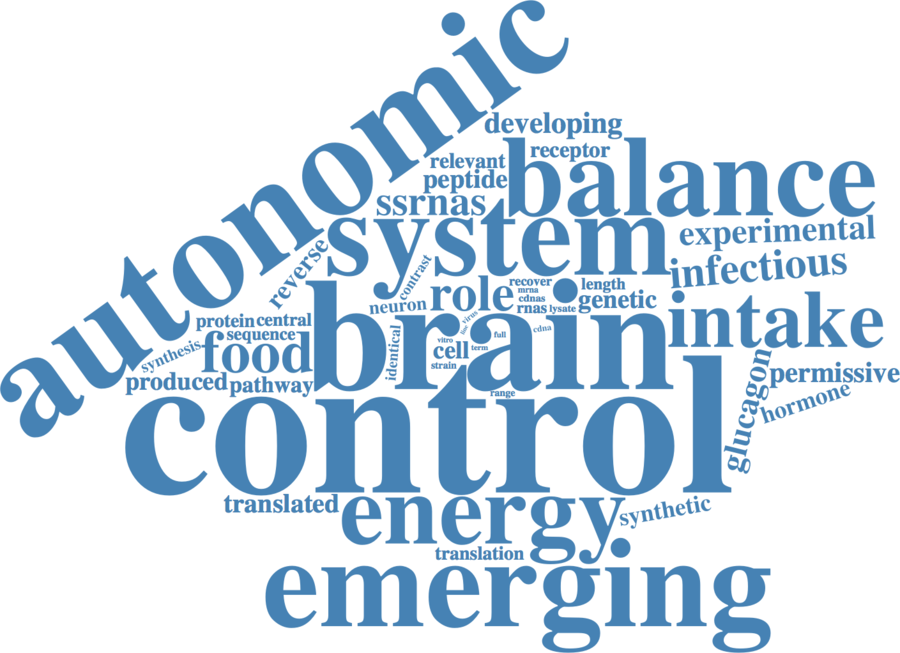 autonomic
developing
receptor
relevant
balance
peptide
ssrnas
system
experimental
reverse
contrast
infectious
role
recover
length
mrna
cdnas
genetic
neuron
rnas
lysate
virus
intake
protein
central
brain
line
cdna
sequence
full
identical
vitro
food
cell
term
synthesis
strain
glucagon
permissive
produced
pathway
range
hormone
control
translated
energy
synthetic
translation
emerging